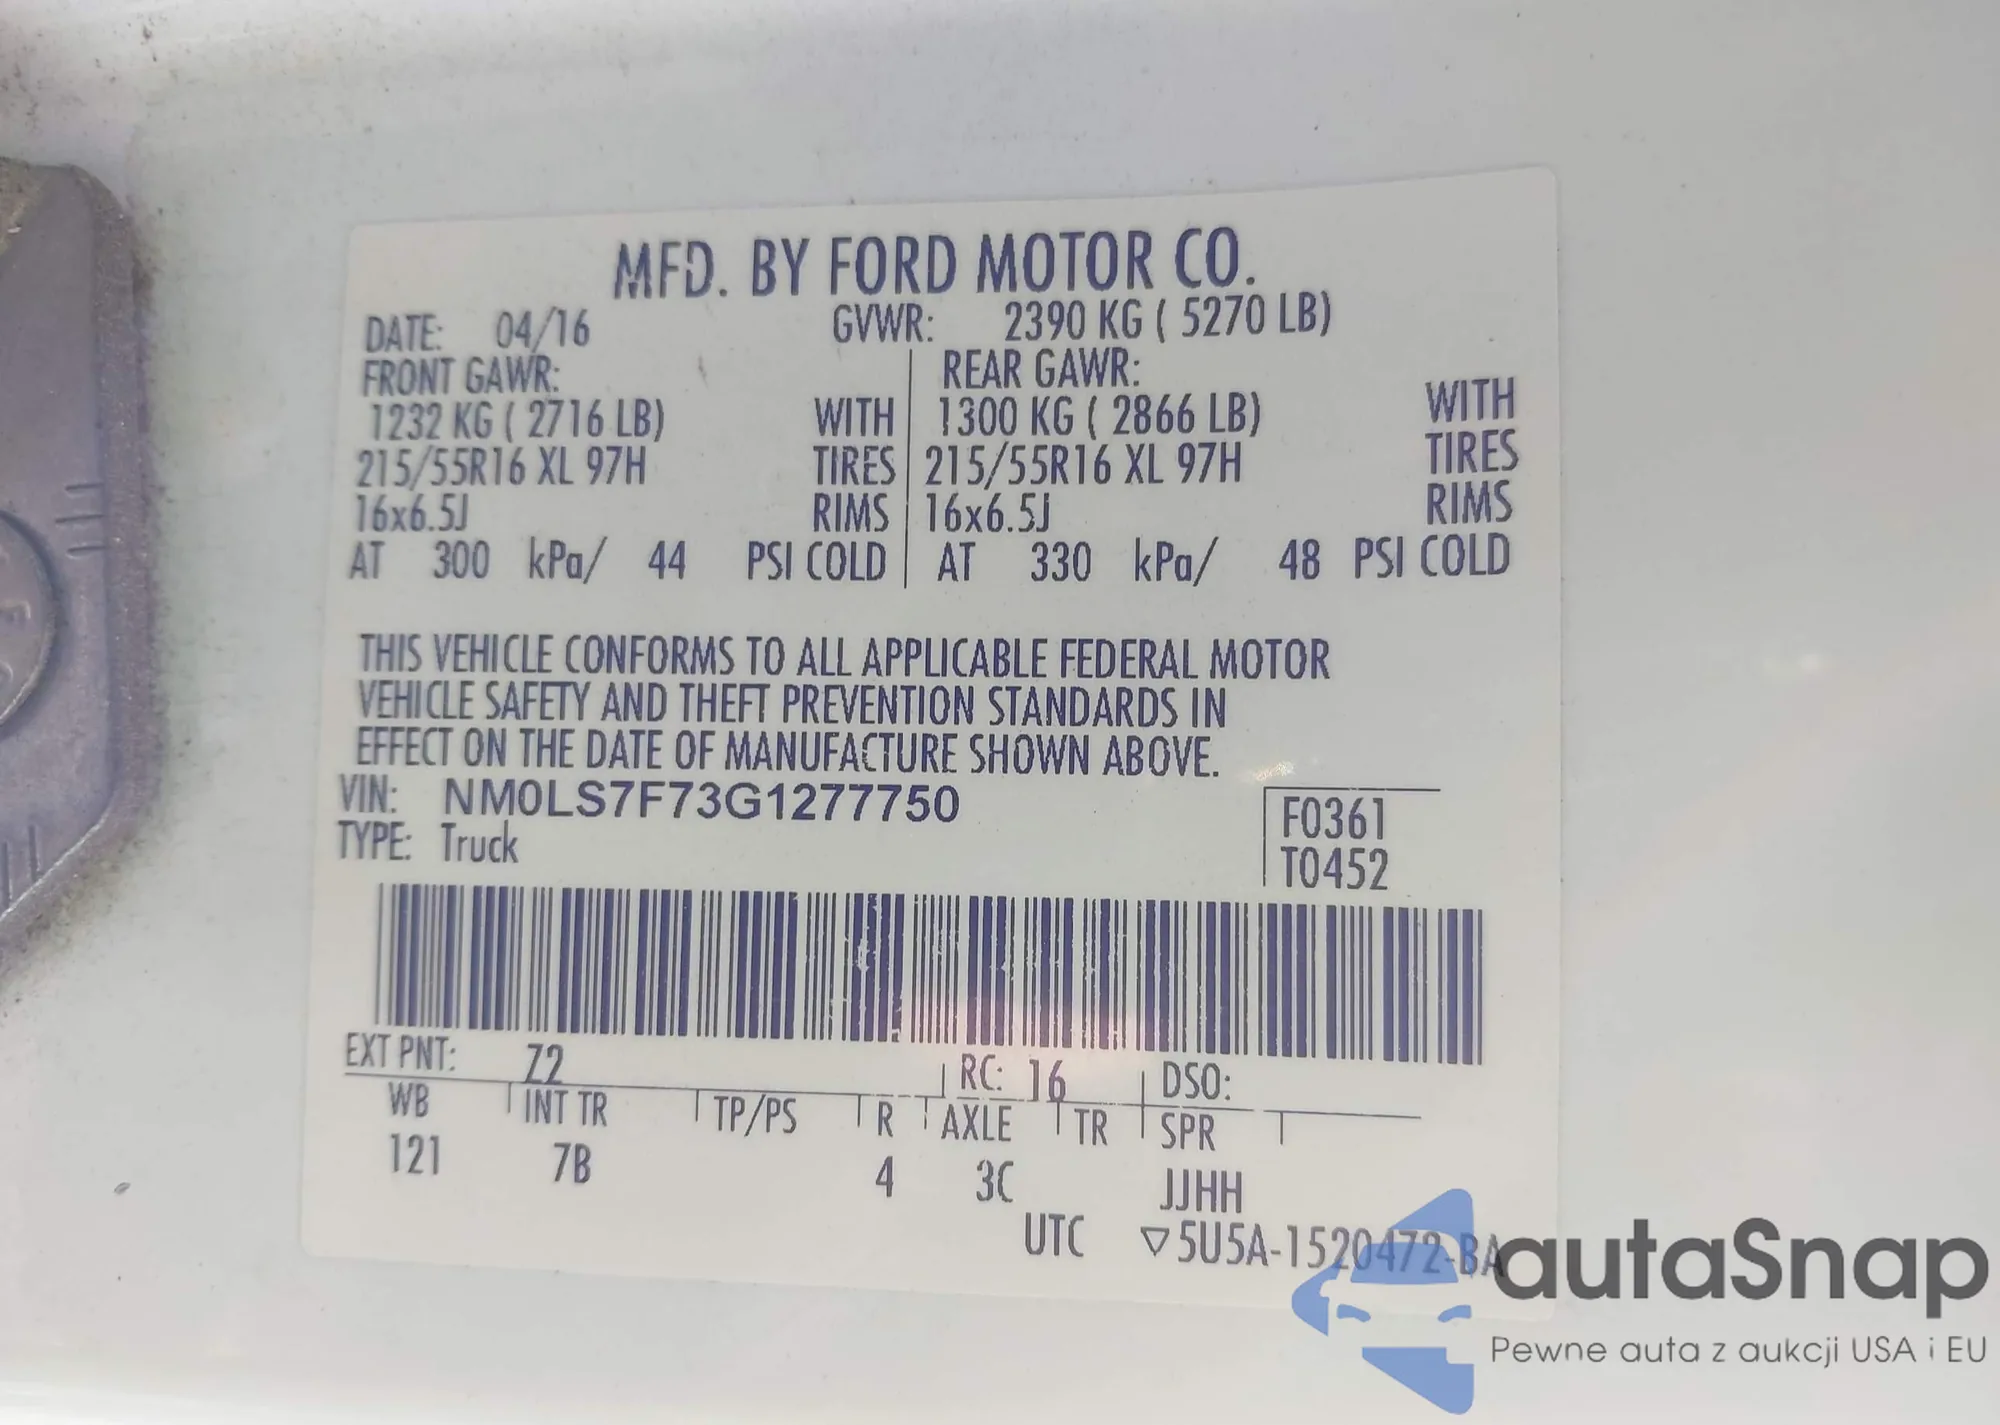 MFD. BY FORD MOTOR CO.
DATE: 04/16 GVWR: 2390 KG ( 5270 LB)
FRONT GAWR: REAR GAWR:
1232 KG ( 2716 LB) WITH 1300 KG ( 2866 LB) WITH
215/55R16 XL 97H TIRES 215/55R16 XL 97H TIRES
16x6.5J RIMS 16x6.5J RIMS
AT 300 kPa/ 44 PSI COLD AT 330 kPa/ 48 PSI COLD
THIS VEHICLE CONFORMS TO ALL APPLICABLE FEDERAL MOTOR
VEHICLE SAFETY AND THEFT PREVENTION STANDARDS IN
EFFECT ON THE DATE OF MANUFACTURE SHOWN ABOVE.
VIN: NM0LS7F73G1277750 F0361
TYPE: Truck T0452
EXT PNT: Z2 RC: 16 DSO:
WB INT TR TP/PS R AXLE TR SPR
121 7B 4 3C JJHH
UTC ▽5U5A-1520472-BA
autaSnap
Pewne auta z aukcji USA i EU